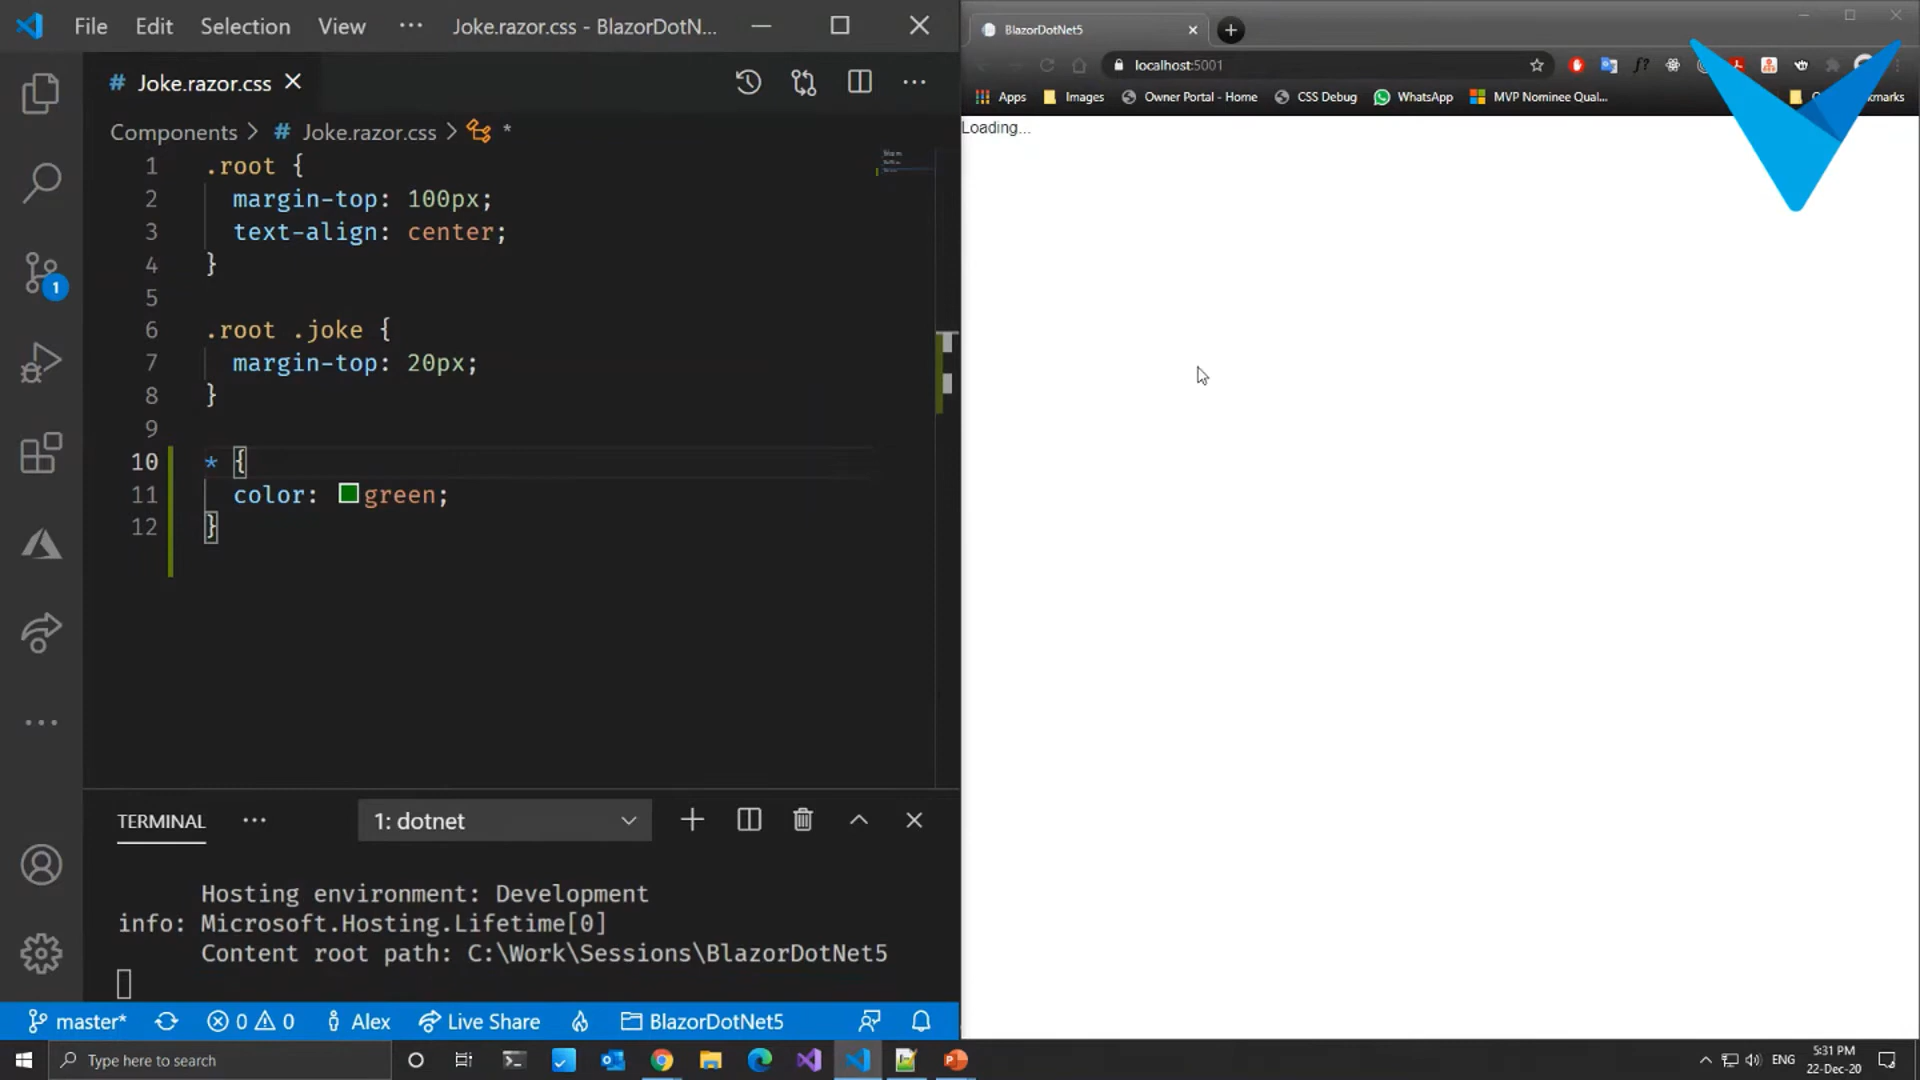 File Edit Selection View ··· Joke.razor.css - BlazorDotN...
# Joke.razor.css
Components > # Joke.razor.css > *
1 .root {
2 margin-top: 100px;
3 text-align: center;
4 }
5
6 .root .joke {
7 margin-top: 20px;
8 }
9
10 * {
11 color: green;
12 }
TERMINAL ··· 1: dotnet
Hosting environment: Development
info: Microsoft.Hosting.Lifetime[0]
Content root path: C:\Work\Sessions\BlazorDotNet5
master* 0 0 Alex Live Share BlazorDotNet5
1
BlazorDotNet5
localhost:5001
Apps Images Owner Portal - Home CSS Debug WhatsApp MVP Nominee Qual...
Loading...
Type here to search
ENG 5:31 PM
22-Dec-20